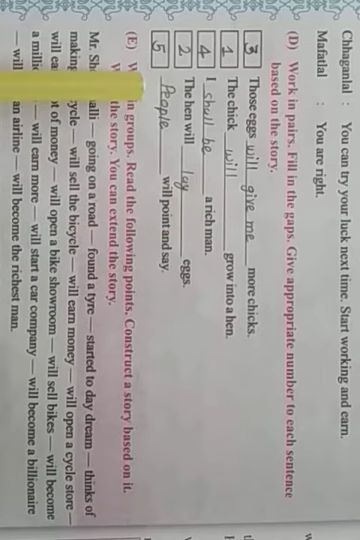 Chhaganlal : You can try your luck next time. Start working and earn.
Mafatlal : You are right.
(D) Work in pairs. Fill in the gaps. Give appropriate number to each sentence
based on the story.
3 Those eggs will give me more chicks.
1 The chick will grow into a hen.
4 I shall be a rich man.
2 The hen will lay eggs.
5 People will point and say.
(E) in groups. Read the following points. Construct a story based on it.
the story. You can extend the story.
Mr. Sh alli — going on a road — found a tyre — started to day dream — thinks of
making cycle — will sell the bicycle — will earn money — will open a cycle store —
will ea of money — will open a bike showroom — will sell bikes — will become
a millio — will earn more — will start a car company — will become a billionaire
— will an airline — will become the richest man.